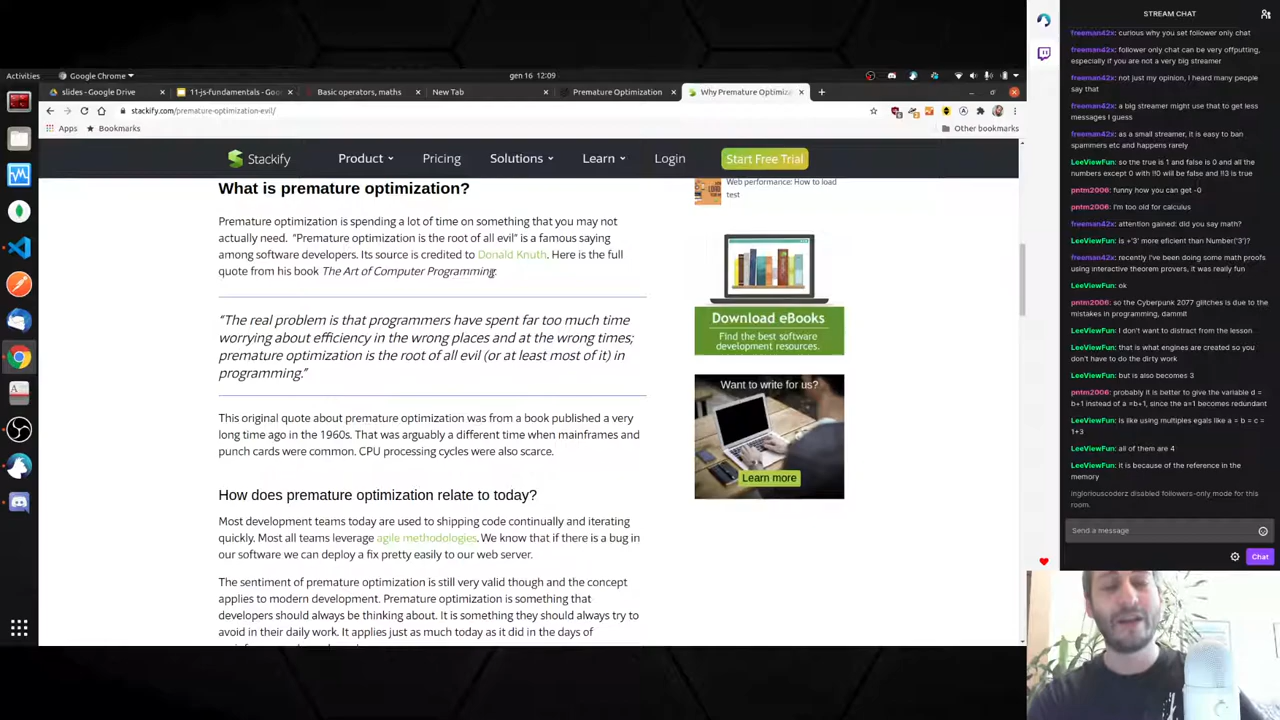 Activities
Google Chrome
gen 16 12:09
slides - Google Drive
11-js-fundamentals - Goog
Basic operators, maths
New Tab
Premature Optimization
Why Premature Optimiz
stackify.com/premature-optimization-evil/
Apps
Bookmarks
Other bookmarks
Stackify
Product
Pricing
Solutions
Learn
Login
Start Free Trial
What is premature optimization?
Premature optimization is spending a lot of time on something that you may not
actually need. "Premature optimization is the root of all evil" is a famous saying
among software developers. Its source is credited to Donald Knuth. Here is the full
quote from his book The Art of Computer Programming.
“The real problem is that programmers have spent far too much time
worrying about efficiency in the wrong places and at the wrong times;
premature optimization is the root of all evil (or at least most of it) in
programming.”
This original quote about premature optimization was from a book published a very
long time ago in the 1960s. That was arguably a different time when mainframes and
punch cards were common. CPU processing cycles were also scarce.
How does premature optimization relate to today?
Most development teams today are used to shipping code continually and iterating
quickly. Most all teams leverage agile methodologies. We know that if there is a bug in
our software we can deploy a fix pretty easily to our web server.
The sentiment of premature optimization is still very valid though and the concept
applies to modern development. Premature optimization is something that
developers should always be thinking about. It is something they should always try to
avoid in their daily work. It applies just as much today as it did in the days of
Web performance: How to load
test
Download eBooks
Find the best software
development resources.
Want to write for us?
Learn more
STREAM CHAT
freeman42x: curious why you set follower only chat
freeman42x: follower only chat can be very offputting,
especially if you are not a very big streamer
freeman42x: not just my opinion, I heard many people
say that
freeman42x: a big streamer might use that to get less
messages I guess
freeman42x: as a small streamer, it is easy to ban
spammers etc and happens rarely
LeeViewFun: so the true is 1 and false is 0 and all the
numbers except 0 with !!0 will be false and !!3 is true
pntm2006: funny how you can get -0
pntm2006: I'm too old for calculus
freeman42x: attention gained: did you say math?
LeeViewFun: is +'3' more eficient than Number('3')?
freeman42x: recently I've been doing some math proofs
using interactive theorem provers, it was really fun
LeeViewFun: ok
pntm2006: so the Cyberpunk 2077 glitches is due to the
mistakes in programming, dammit
LeeViewFun: I don't want to distract from the lesson
LeeViewFun: that is what engines are created so you
don't have to do the dirty work
LeeViewFun: but is also becomes 3
pntm2006: probably it is better to give the variable d =
b+1 instead of a =b+1, since the a=1 becomes redundant
LeeViewFun: is like using multiples egals like a = b = c =
1+3
LeeViewFun: all of them are 4
LeeViewFun: it is because of the reference in the
memory
ingloriouscoderz disabled followers-only mode for this
room.
Send a message
Chat